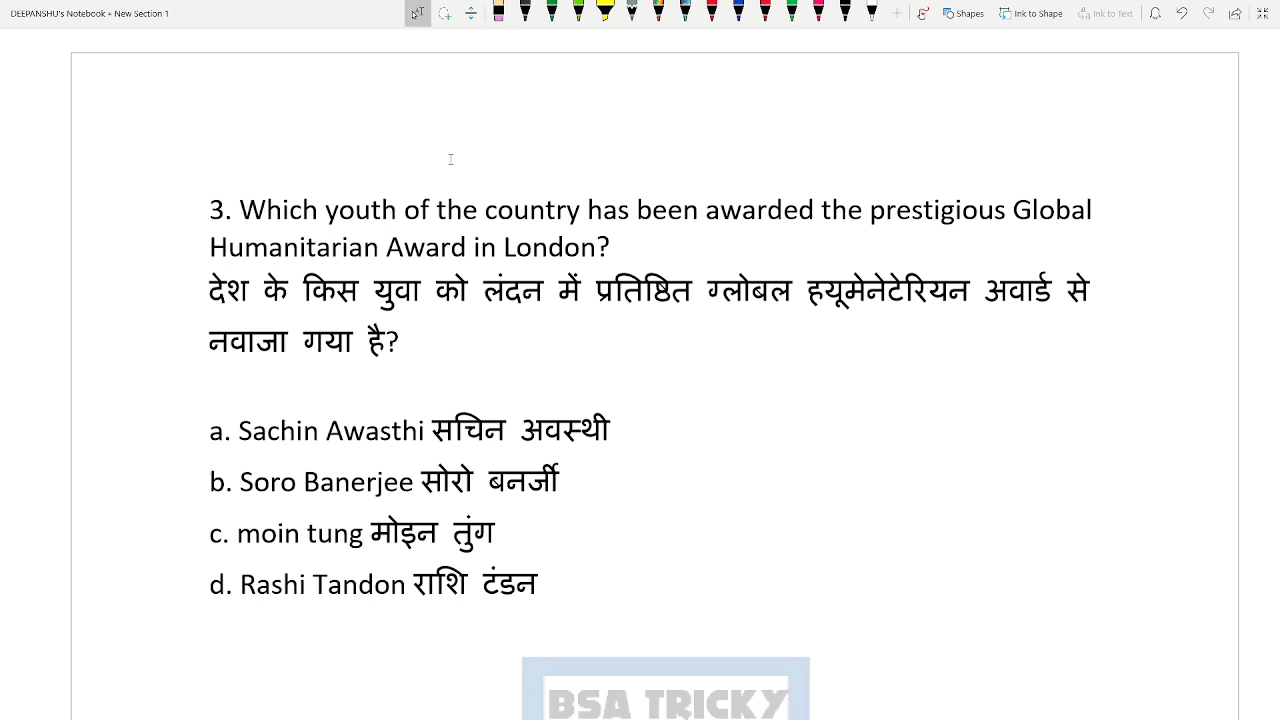 DEEPANSHU's Notebook » New Section 1
Shapes Ink to Shape Ink to Text
3. Which youth of the country has been awarded the prestigious Global
Humanitarian Award in London?
देश के किस युवा को लंदन में प्रतिष्ठित ग्लोबल हयूमेनेटेरियन अवार्ड से
नवाजा गया है?
a. Sachin Awasthi सचिन अवस्थी
b. Soro Banerjee सोरो बनर्जी
c. moin tung मोइन तुंग
d. Rashi Tandon राशि टंडन
BSA TRICKY